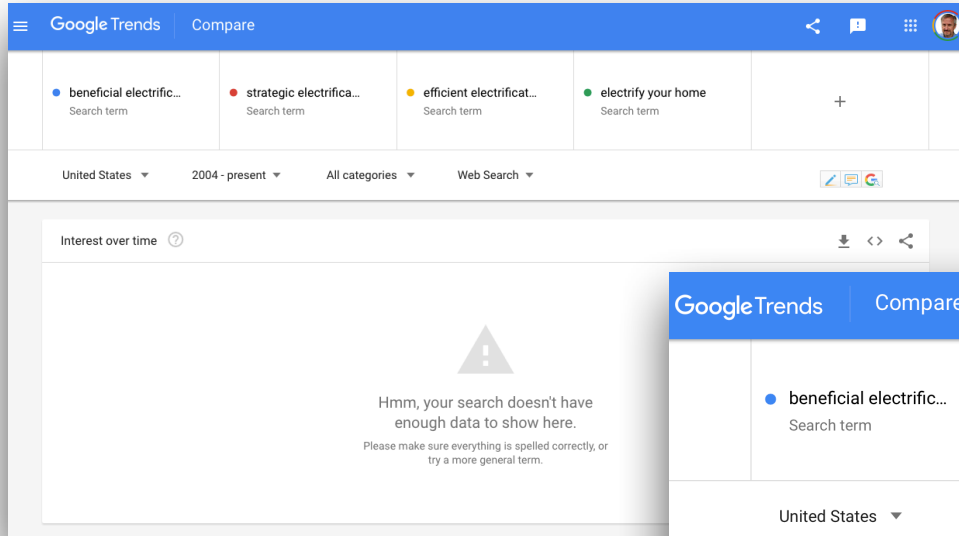 Google Trends Compare
beneficial electrific... strategic electrifica... efficient electrificat... electrify your home
Search term Search term Search term Search term
United States 2004 - present All categories Web Search
Interest over time
Hmm, your search doesn't have
enough data to show here.
Please make sure everything is spelled correctly, or
try a more general term.
Google Trends Compare
beneficial electrific...
Search term
United States